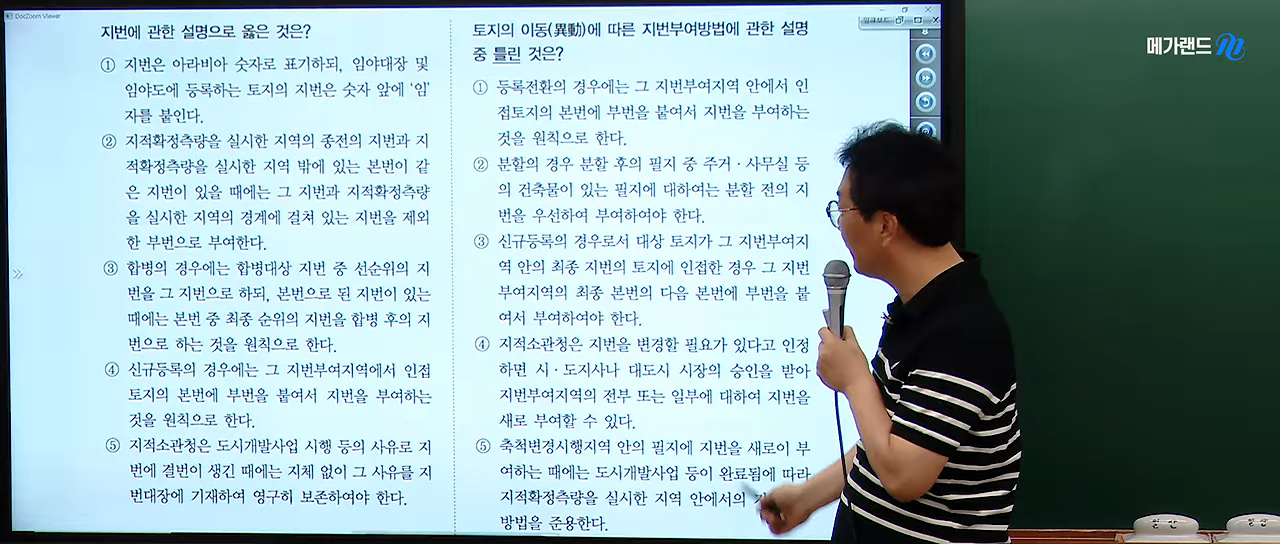 DocZoom Viewer
지번에 관한 설명으로 옳은 것은?
① 지번은 아라비아 숫자로 표기하되, 임야대장 및
임야도에 등록하는 토지의 지번은 숫자 앞에 '임'
자를 붙인다.
② 지적확정측량을 실시한 지역의 종전의 지번과 지
적확정측량을 실시한 지역 밖에 있는 본번이 같
은 지번이 있을 때에는 그 지번과 지적확정측량
을 실시한 지역의 경계에 걸쳐 있는 지번을 제외
한 부번으로 부여한다.
③ 합병의 경우에는 합병대상 지번 중 선순위의 지
번을 그 지번으로 하되, 본번으로 된 지번이 있는
때에는 본번 중 최종 순위의 지번을 합병 후의 지
번으로 하는 것을 원칙으로 한다.
④ 신규등록의 경우에는 그 지번부여지역에서 인접
토지의 본번에 부번을 붙여서 지번을 부여하는
것을 원칙으로 한다.
⑤ 지적소관청은 도시개발사업 시행 등의 사유로 지
번에 결번이 생긴 때에는 지체 없이 그 사유를 지
번대장에 기재하여 영구히 보존하여야 한다.
토지의 이동(異動)에 따른 지번부여방법에 관한 설명
중 틀린 것은?
① 등록전환의 경우에는 그 지번부여지역 안에서 인
접토지의 본번에 부번을 붙여서 지번을 부여하는
것을 원칙으로 한다.
② 분할의 경우 분할 후의 필지 중 주거·사무실 등
의 건축물이 있는 필지에 대하여는 분할 전의 지
번을 우선하여 부여하여야 한다.
③ 신규등록의 경우로서 대상 토지가 그 지번부여지
역 안의 최종 지번의 토지에 인접한 경우 그 지번
부여지역의 최종 본번의 다음 본번에 부번을 붙
여서 부여하여야 한다.
④ 지적소관청은 지번을 변경할 필요가 있다고 인정
하면 시·도지사나 대도시 시장의 승인을 받아
지번부여지역의 전부 또는 일부에 대하여 지번을
새로 부여할 수 있다.
⑤ 축척변경시행지역 안의 필지에 지번을 새로이 부
여하는 때에는 도시개발사업 등이 완료됨에 따라
지적확정측량을 실시한 지역 안에서의 지
방법을 준용한다.
잉크보드
메가랜드